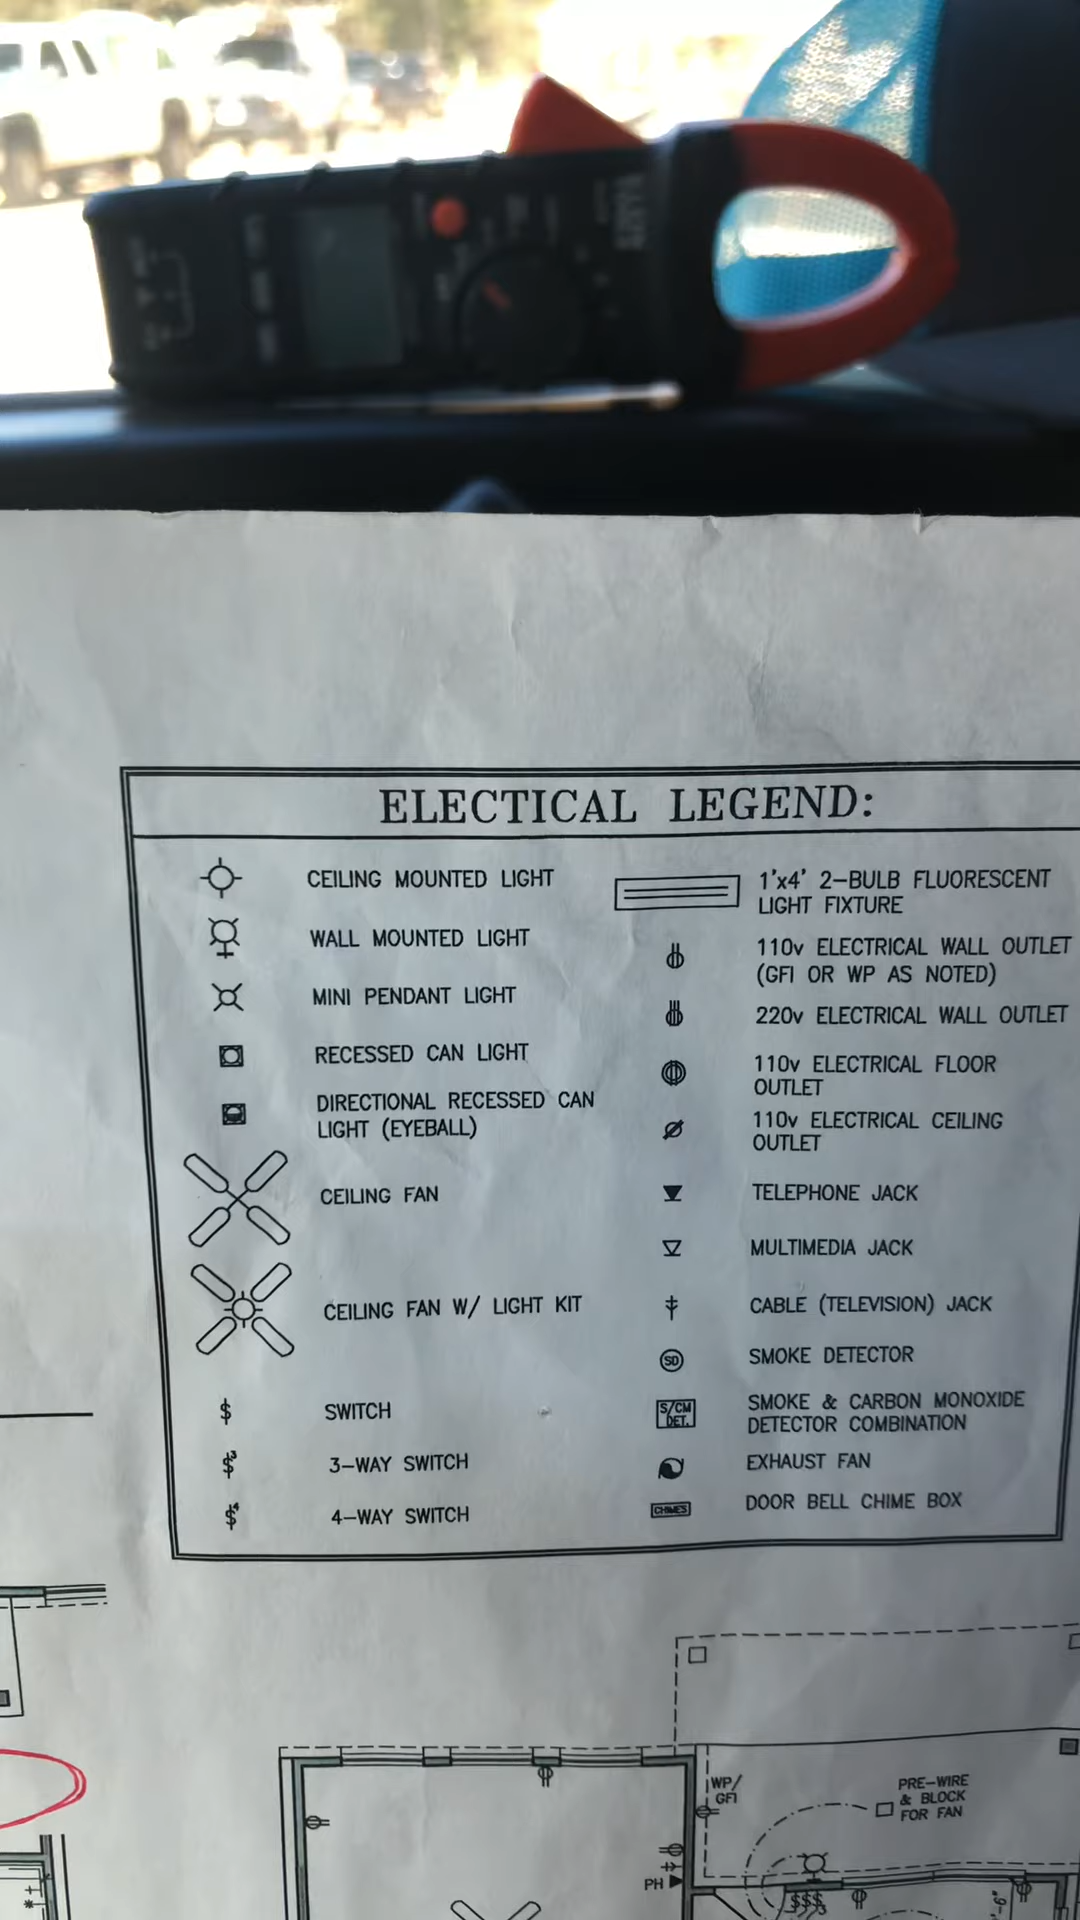 ELECTICAL LEGEND:
CEILING MOUNTED LIGHT
WALL MOUNTED LIGHT
MINI PENDANT LIGHT
RECESSED CAN LIGHT
DIRECTIONAL RECESSED CAN
LIGHT (EYEBALL)
CEILING FAN
CEILING FAN W/ LIGHT KIT
$ SWITCH
$3 3-WAY SWITCH
$4 4-WAY SWITCH
1'x4' 2-BULB FLUORESCENT
LIGHT FIXTURE
110v ELECTRICAL WALL OUTLET
(GFI OR WP AS NOTED)
220v ELECTRICAL WALL OUTLET
110v ELECTRICAL FLOOR
OUTLET
110v ELECTRICAL CEILING
OUTLET
TELEPHONE JACK
MULTIMEDIA JACK
CABLE (TELEVISION) JACK
SD SMOKE DETECTOR
S/CM
DET.
SMOKE & CARBON MONOXIDE
DETECTOR COMBINATION
EXHAUST FAN
CHIMES DOOR BELL CHIME BOX
WP/
GFI
PRE-WIRE
& BLOCK
FOR FAN
PH
$$$3